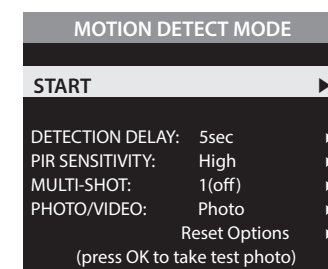 MOTION DETECT MODE
START
DETECTION DELAY: 5sec
PIR SENSITIVITY: High
MULTI-SHOT: 1(off)
PHOTO/VIDEO: Photo
Reset Options
(press OK to take test photo)